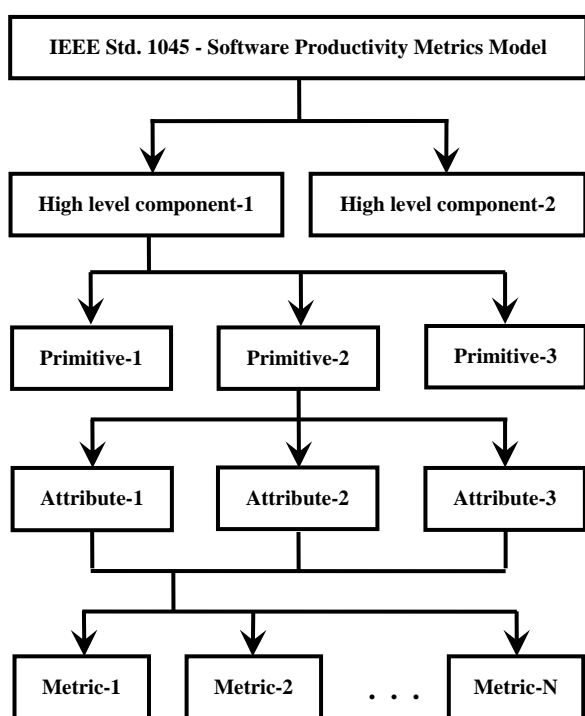 IEEE Std. 1045 - Software Productivity Metrics Model
High level component-1
High level component-2
Primitive-1
Primitive-2
Primitive-3
Attribute-1
Attribute-2
Attribute-3
Metric-1
Metric-2
. . .
Metric-N